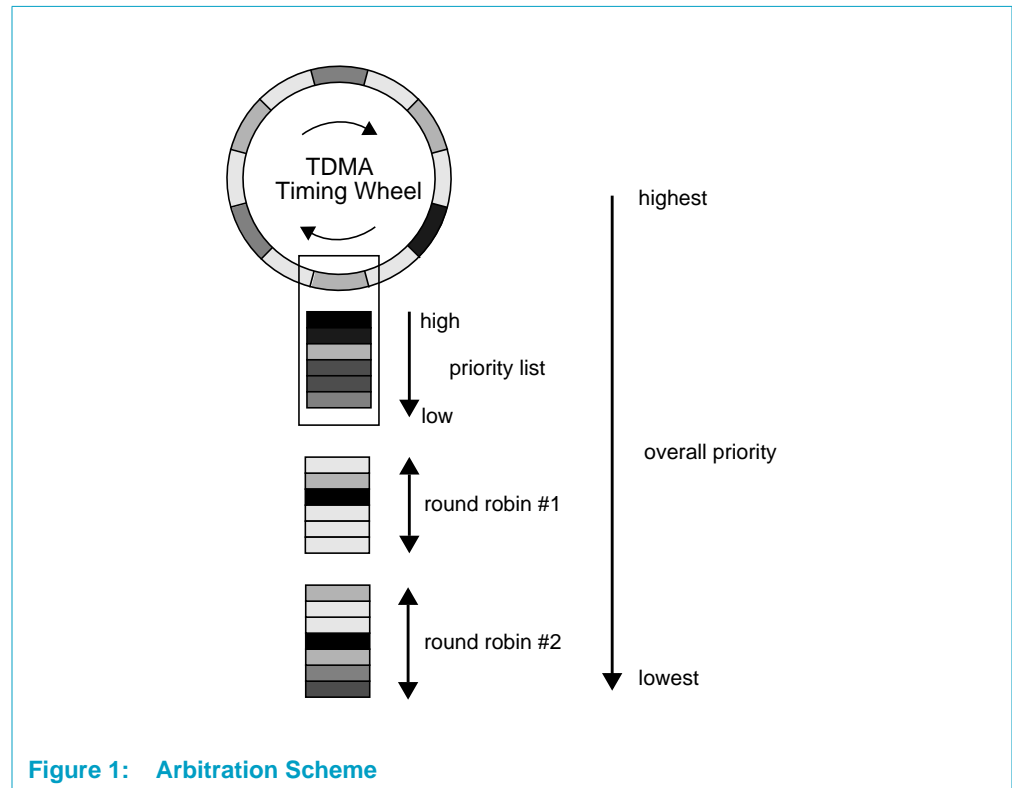 TDMA
Timing Wheel
highest
high
priority list
low
overall priority
round robin #1
round robin #2
lowest
Figure 1: Arbitration Scheme